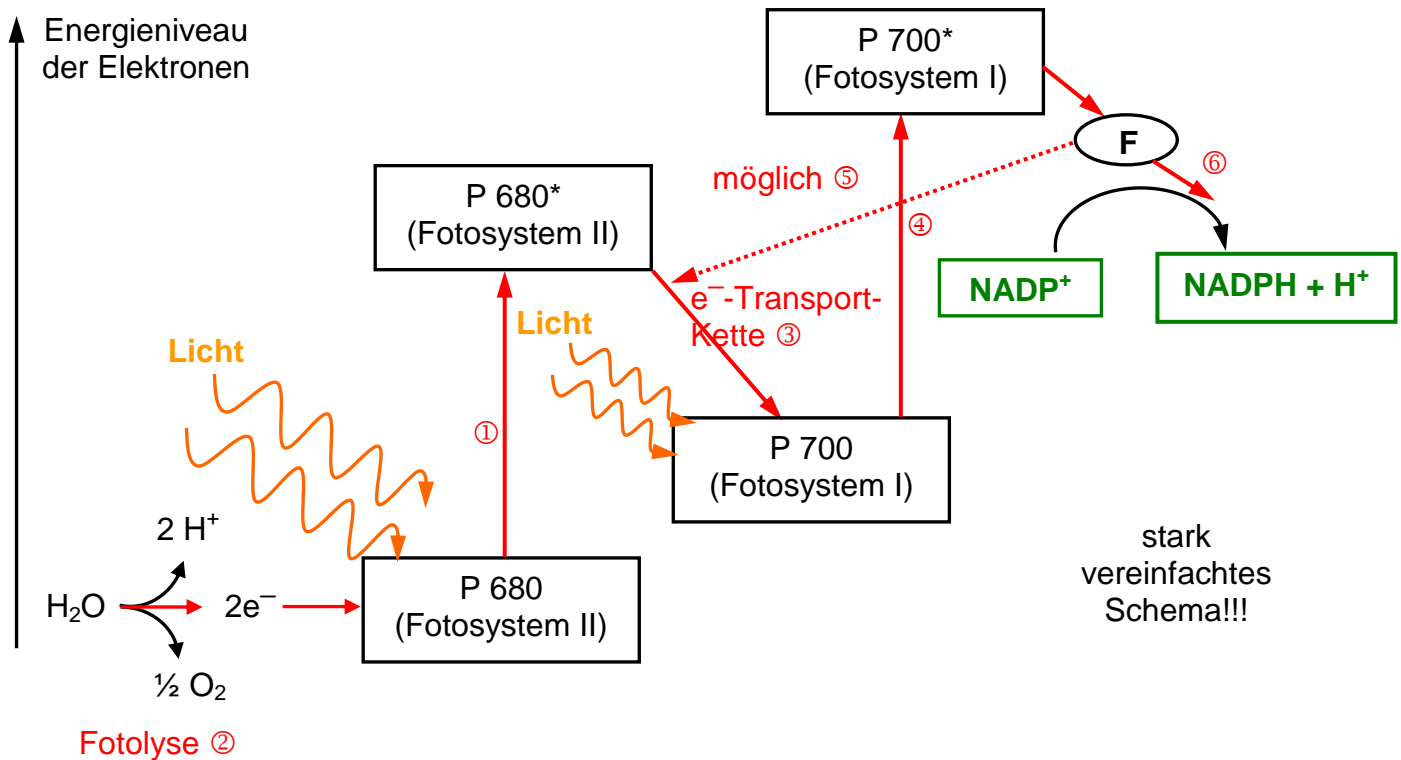 Energieniveau
der Elektronen
P 700*
(Fotosystem I)
F
⑥
möglich ⑤
P 680*
(Fotosystem II)
④
NADP⁺
NADPH + H⁺
e⁻-Transport-
Kette ③
Licht
Licht
①
P 700
(Fotosystem I)
2 H⁺
H₂O
2e⁻
½ O₂
P 680
(Fotosystem II)
stark
vereinfachtes
Schema!!!
Fotolyse ②